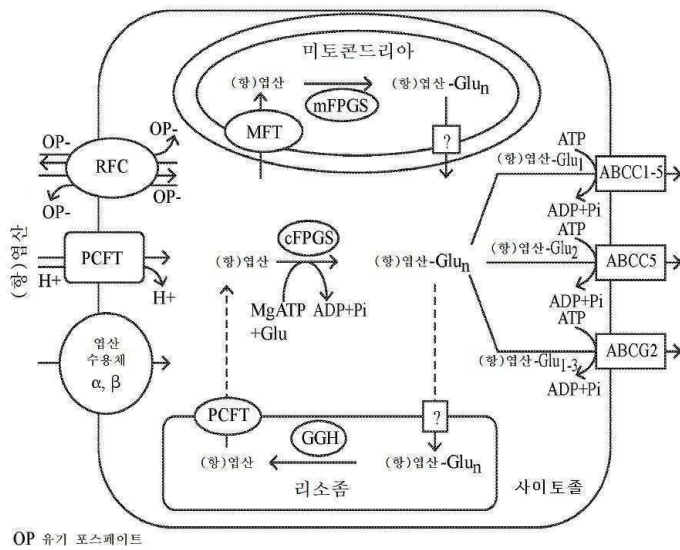 미토콘드리아
(항)엽산
(항)엽산-Glun
mFPGS
MFT
?
OP-
OP-
RFC
OP-
OP-
(항)엽산
PCFT
H+
H+
엽산
수용체
α, β
cFPGS
(항)엽산
(항)엽산-Glun
MgATP ADP+Pi
+Glu
ATP
(항)엽산-Glu1
ABCC1-5
ADP+Pi
ATP
(항)엽산-Glu2
ABCC5
ADP+Pi
ATP
ABCG2
(항)엽산-Glu1-3
ADP+Pi
PCFT
?
GGH
(항)엽산
(항)엽산-Glun
리소좀
사이토졸
OP 유기 포스페이트